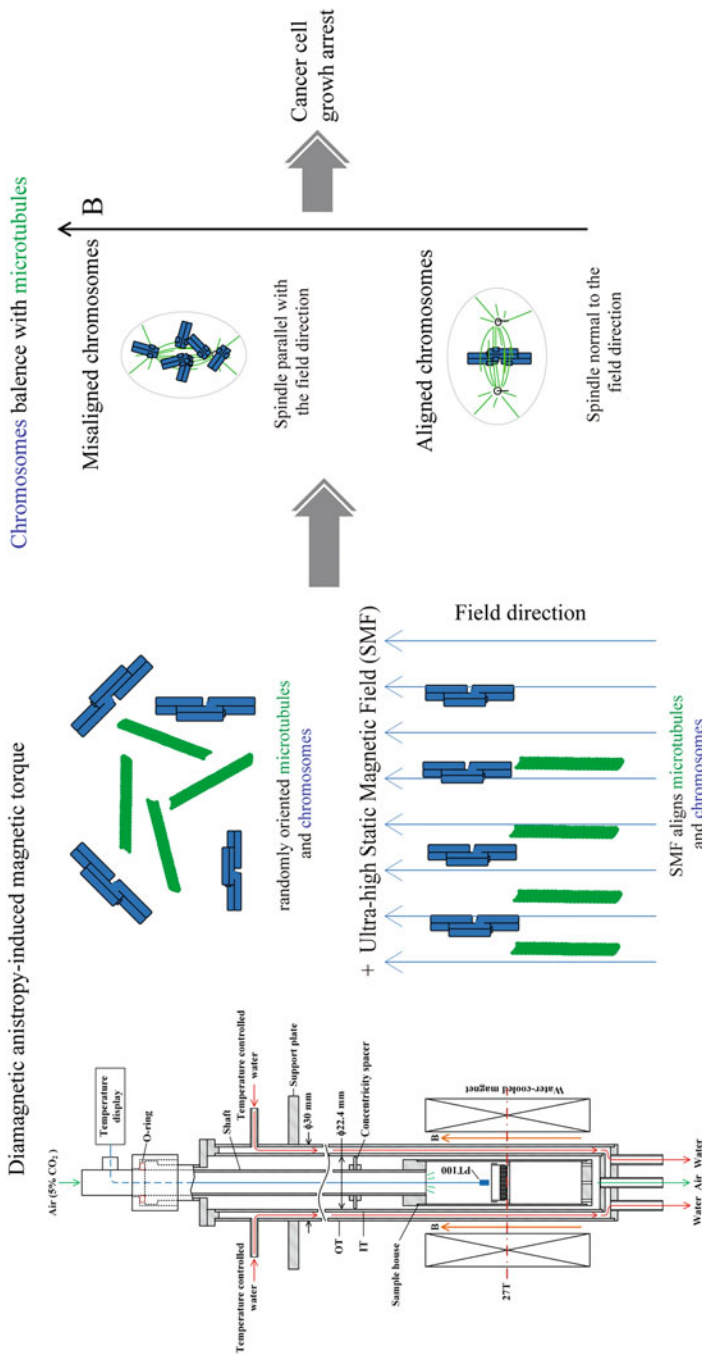 Diamagnetic anistropy-induced magnetic torque
Chromosomes balence with microtubules
Air (5% CO₂)
Temperature
display
O-ring
Shaft
Temperature controlled
water
Temperature controlled
water
Support plate
ϕ30 mm
ϕ22.4 mm
OT
IT
Concentricity spacer
Sample house
PT100
B
B
Water-cooled magnet
27T
Water
Air
Water
randomly oriented microtubules
and chromosomes
+ Ultra-high Static Magnetic Field (SMF)
Field direction
SMF aligns microtubules
and chromosomes
Misaligned chromosomes
B
Spindle parallel with
the field direction
Aligned chromosomes
Spindle normal to the
field direction
Cancer cell
growh arrest